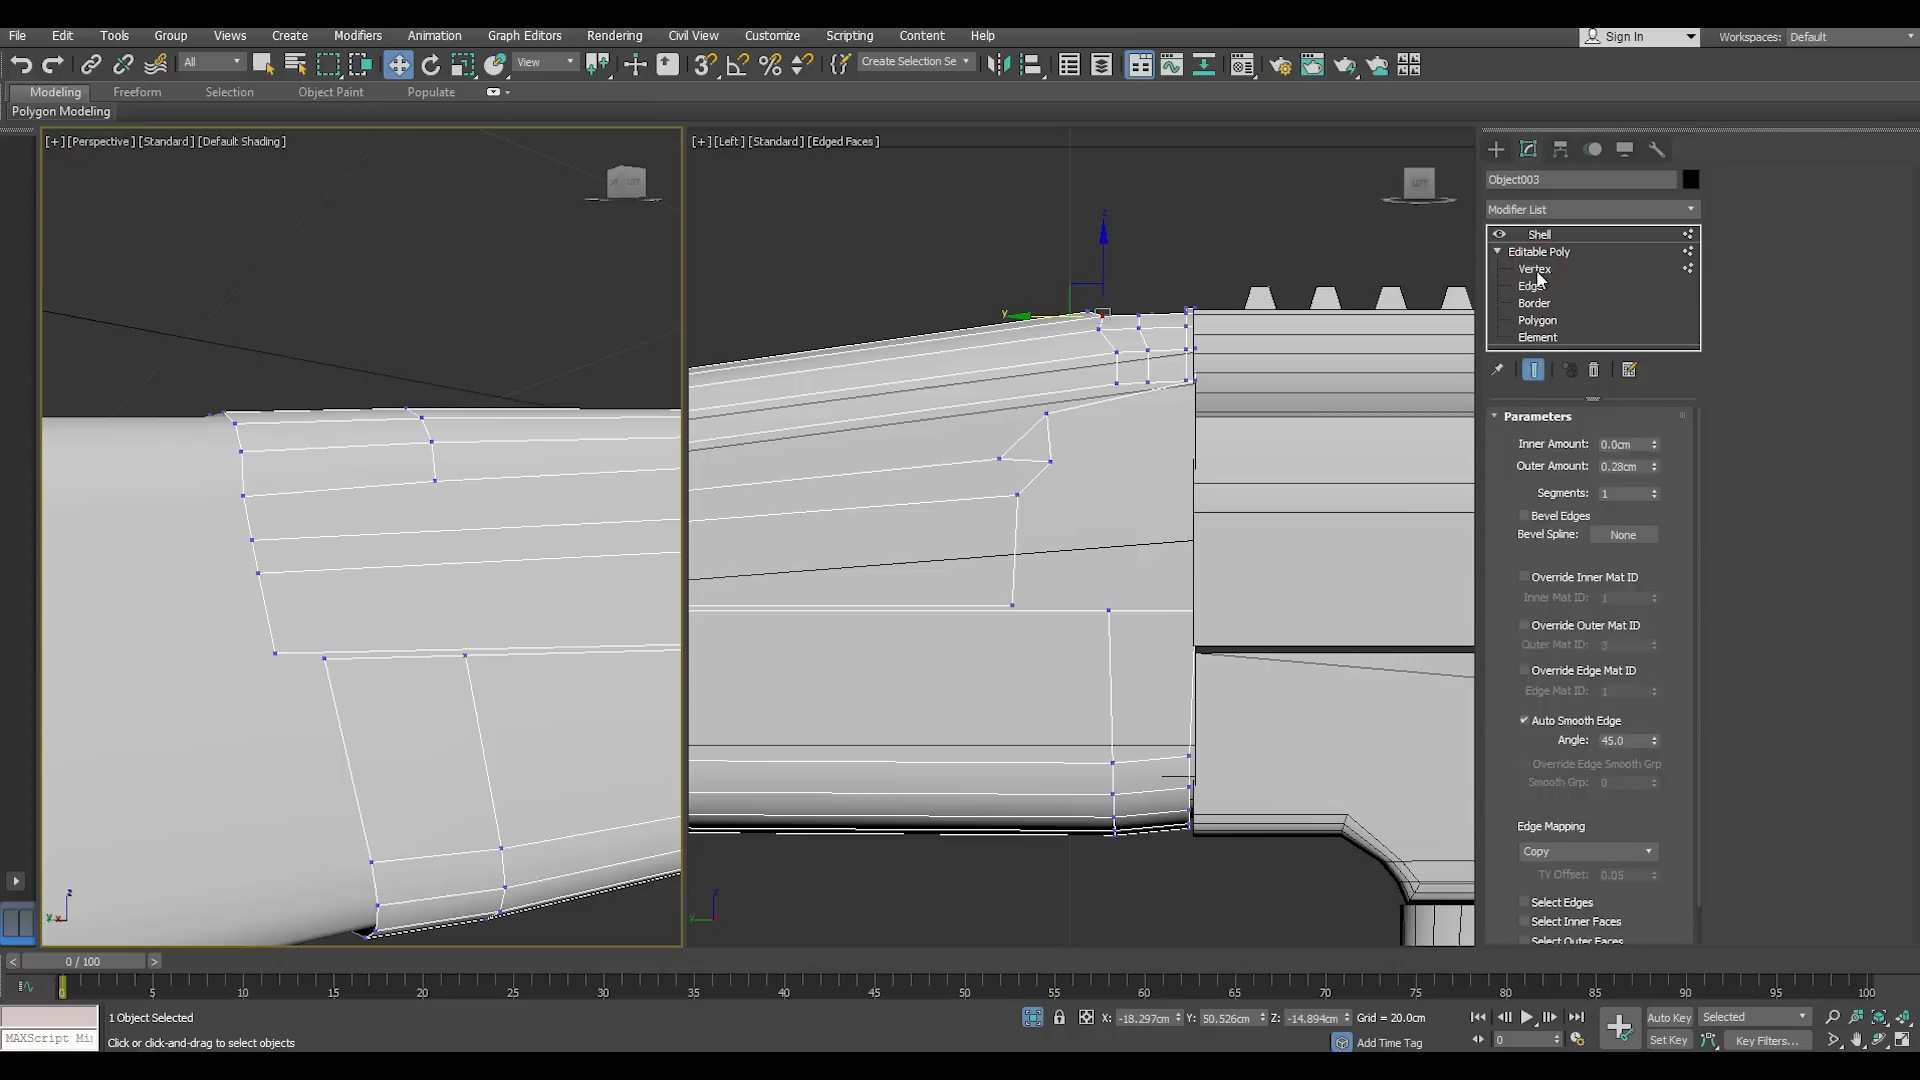 File Edit Tools Group Views Create Modifiers Animation Graph Editors Rendering Civil View Customize Scripting Content Help Sign In Workspaces: Default
All View Create Selection Se
Modeling Freeform Selection Object Paint Populate
Polygon Modeling
[+] [Perspective] [Standard] [Default Shading]
[+] [Left] [Standard] [Edged Faces]
LEFT
Object003
Modifier List
Shell
Editable Poly
Vertex
Edge
Border
Polygon
Element
Parameters
Inner Amount: 0.0cm
Outer Amount: 0.28cm
Segments: 1
Bevel Edges
Bevel Spline: None
Override Inner Mat ID
Inner Mat ID: 1
Override Outer Mat ID
Outer Mat ID: 3
Override Edge Mat ID
Edge Mat ID: 1
Auto Smooth Edge
Angle: 45.0
Override Edge Smooth Grp
Smooth Grp: 0
Edge Mapping
Copy
TV Offset: 0.05
Select Edges
Select Inner Faces
Select Outer Faces
z
y
z
y x
z
y
< 0 / 100 >
0 5 10 15 20 25 30 35 40 45 50 55 60 65 70 75 80 85 90 95 100
1 Object Selected X: -18.297cm Y: 50.526cm Z: -14.894cm Grid = 20.0cm Auto Key Selected
MAXScript Mi Click or click-and-drag to select objects Add Time Tag 0 Set Key Key Filters...